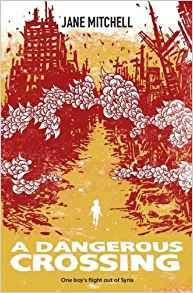 JANE MITCHELL
A DANGEROUS
CROSSING
One boy's flight out of Syria